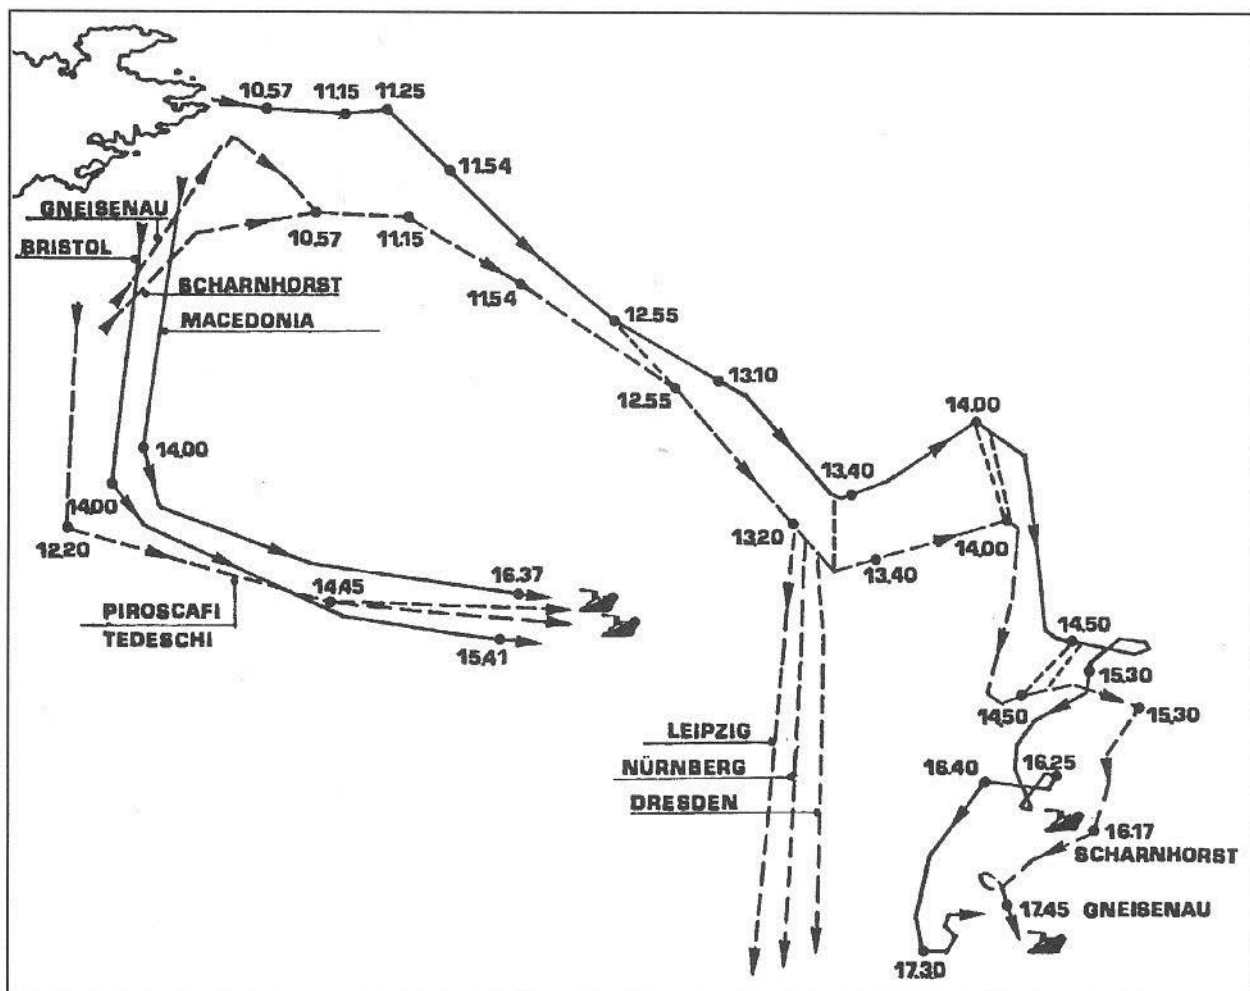 10.57
11.15
11.25
11.54
GNEISENAU
BRISTOL
10.57
11.15
SCHARNHORST
11.54
MACEDONIA
12.55
12.55
13.10
14.00
14.00
13.40
14.00
12.20
13.20
14.00
13.40
16.37
14.45
PIROSCAFI
TEDESCHI
15.41
14.50
15.30
14.50
15.30
LEIPZIG
NÜRNBERG
DRESDEN
16.40
16.25
16.17
SCHARNHORST
17.45 GNEISENAU
17.30